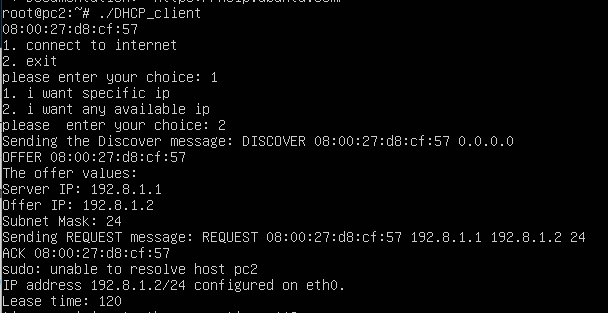 root@pc2:~# ./DHCP_client
08:00:27:d8:cf:57
1. connect to internet
2. exit
please enter your choice: 1
1. i want specific ip
2. i want any available ip
please  enter your choice: 2
Sending the Discover message: DISCOVER 08:00:27:d8:cf:57 0.0.0.0
OFFER 08:00:27:d8:cf:57
The offer values:
Server IP: 192.8.1.1
Offer IP: 192.8.1.2
Subnet Mask: 24
Sending REQUEST message: REQUEST 08:00:27:d8:cf:57 192.8.1.1 192.8.1.2 24
ACK 08:00:27:d8:cf:57
sudo: unable to resolve host pc2
IP address 192.8.1.2/24 configured on eth0.
Lease time: 120